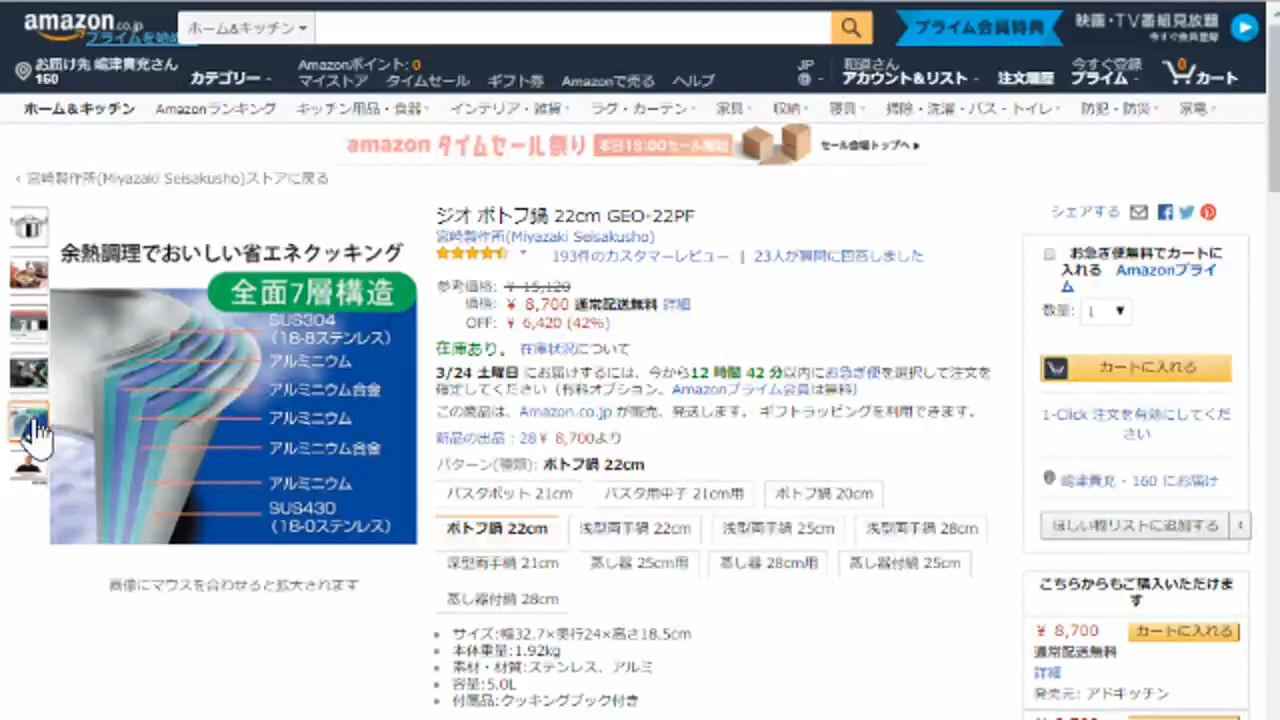 amazon.co.jp
プライムを始め
ホーム&キッチン
プライム会員特典
映画・TV番組見放題
今すぐ会員登録
お届け先 嶋津貴充さん
160
カテゴリー
Amazonポイント: 0
マイストア タイムセール ギフト券 Amazonで売る ヘルプ
JP
和道さん
アカウント&リスト
注文履歴
今すぐ登録
プライム
0
カート
ホーム&キッチン Amazonランキング キッチン用品・食器 インテリア・雑貨 ラグ・カーテン 家具 収納 寝具 掃除・洗濯・バス・トイレ 防犯・防災 家電
amazon タイムセール祭り 本日18:00セール開始 セール会場トップへ
‹ 宮崎製作所(Miyazaki Seisakusho)ストアに戻る
余熱調理でおいしい省エネクッキング
全面7層構造
SUS304
(18-8ステンレス)
アルミニウム
アルミニウム合金
アルミニウム
アルミニウム合金
アルミニウム
SUS430
(18-0ステンレス)
画像にマウスを合わせると拡大されます
ジオ ポトフ鍋 22cm GEO-22PF
宮崎製作所(Miyazaki Seisakusho)
193件のカスタマーレビュー | 23人が質問に回答しました
参考価格: ¥ 15,120
価格: ¥ 8,700 通常配送無料 詳細
OFF: ¥ 6,420 (42%)
在庫あり。 在庫状況について
3/24 土曜日 にお届けするには、今から12 時間 42 分以内にお急ぎ便を選択して注文を
確定してください（有料オプション、Amazonプライム会員は無料）
この商品は、Amazon.co.jp が販売、発送します。 ギフトラッピングを利用できます。
新品の出品：28¥ 8,700より
パターン(種類): ポトフ鍋 22cm
パスタポット 21cm パスタ用中子 21cm用 ポトフ鍋 20cm
ポトフ鍋 22cm 浅型両手鍋 22cm 浅型両手鍋 25cm 浅型両手鍋 28cm
深型両手鍋 21cm 蒸し器 25cm用 蒸し器 28cm用 蒸し器付鍋 25cm
蒸し器付鍋 28cm
サイズ:幅32.7×奥行24×高さ18.5cm
本体重量:1.92kg
素材・材質:ステンレス、アルミ
容量:5.0L
付属品:クッキングブック付き
シェアする
お急ぎ便無料でカートに
入れる Amazonプライ
ム
数量: 1
カートに入れる
1-Click 注文を有効にしてくだ
さい
嶋津貴充 - 160 にお届け
ほしい物リストに追加する
こちらからもご購入いただけま
す
¥ 8,700 カートに入れる
通常配送無料
詳細
発売元: アドキッチン